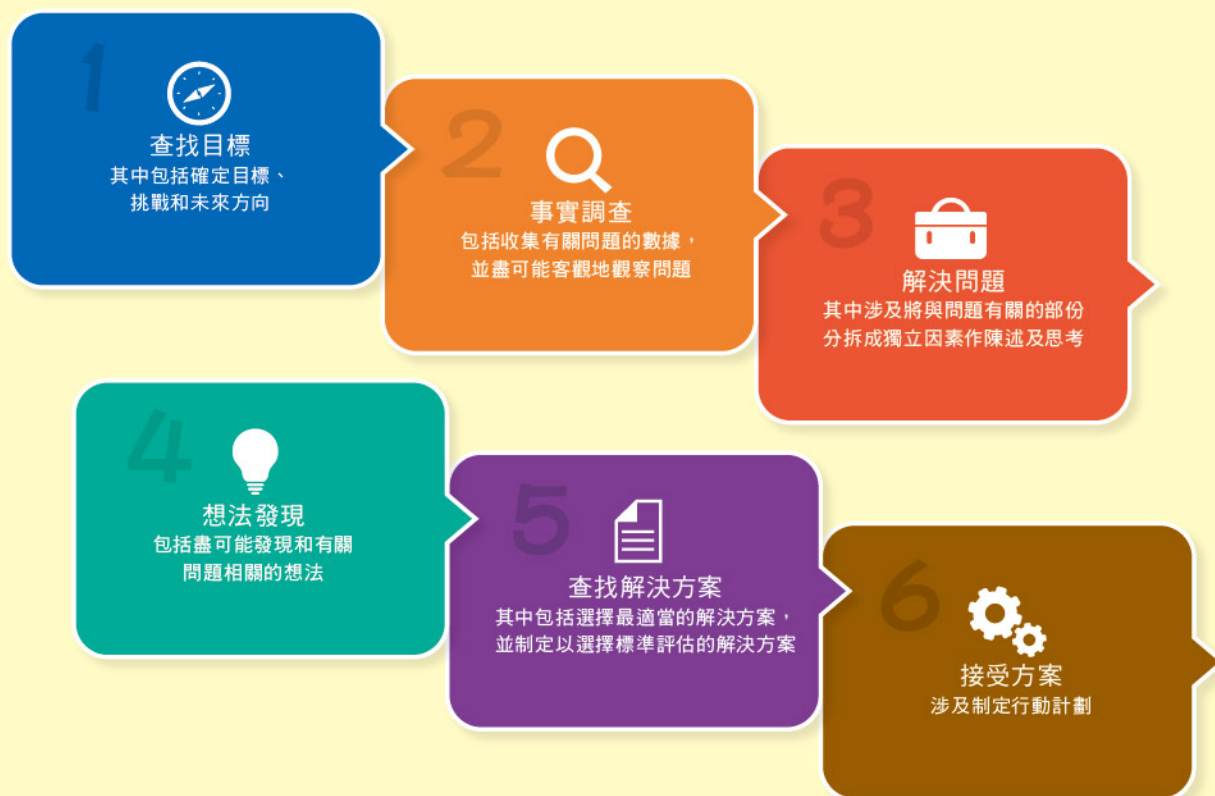 1
查找目標
其中包括確定目標、
挑戰和未來方向
2
事實調查
包括收集有關問題的數據，
並盡可能客觀地觀察問題
3
解決問題
其中涉及將與問題有關的部份
分拆成獨立因素作陳述及思考
4
想法發現
包括盡可能發現和有關
問題相關的想法
5
查找解決方案
其中包括選擇最適當的解決方案，
並制定以選擇標準評估的解決方案
6
接受方案
涉及制定行動計劃